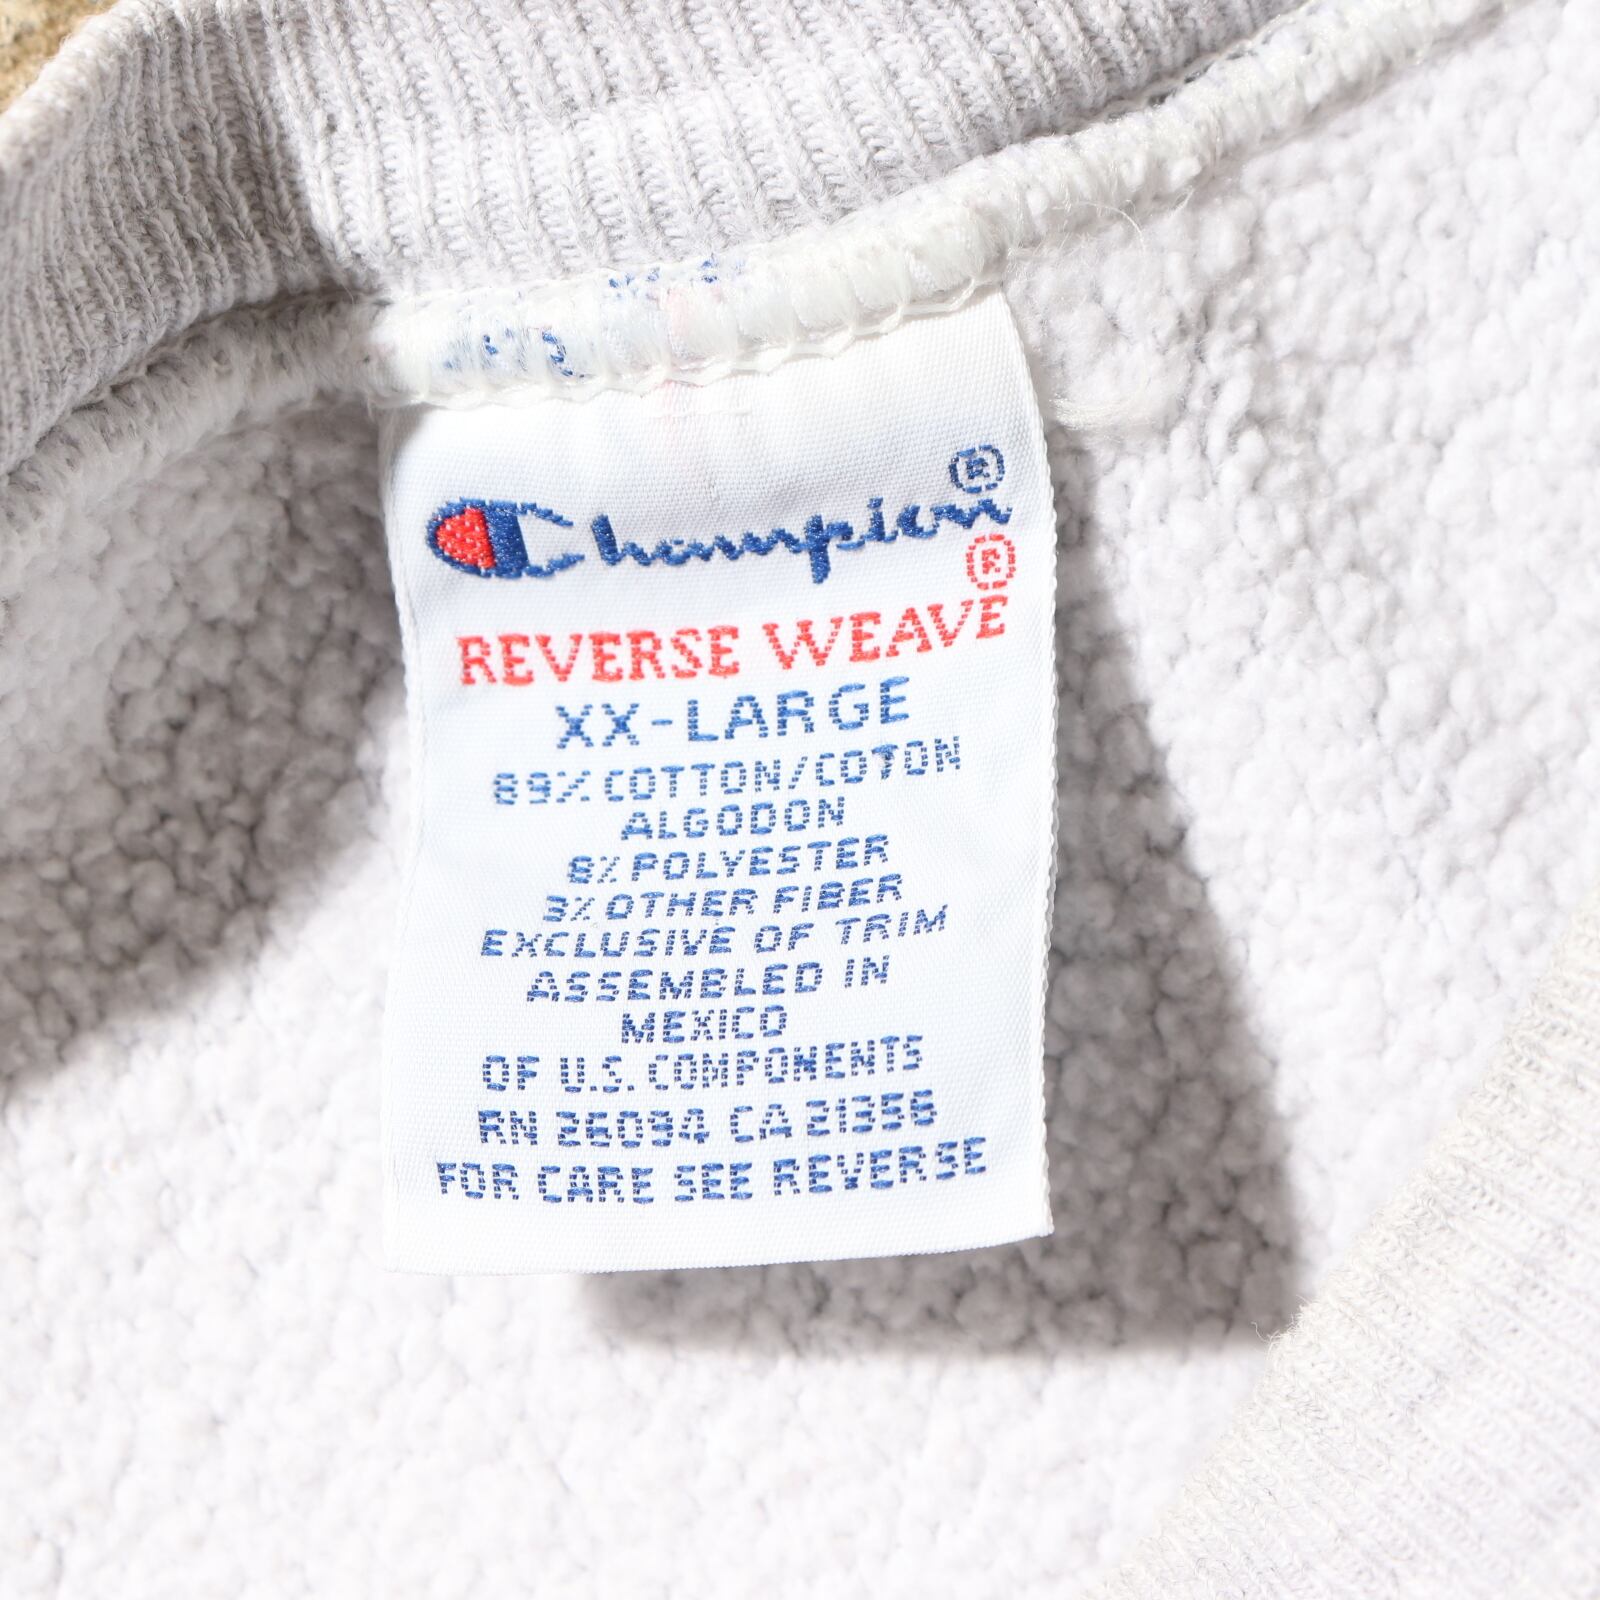 Champion®
REVERSE WEAVE®
XX-LARGE
89% COTTON/COTON
ALGODON
8% POLYESTER
3% OTHER FIBER
EXCLUSIVE OF TRIM
ASSEMBLED IN
MEXICO
OF U.S. COMPONENTS
RN 26094 CA 21356
FOR CARE SEE REVERSE